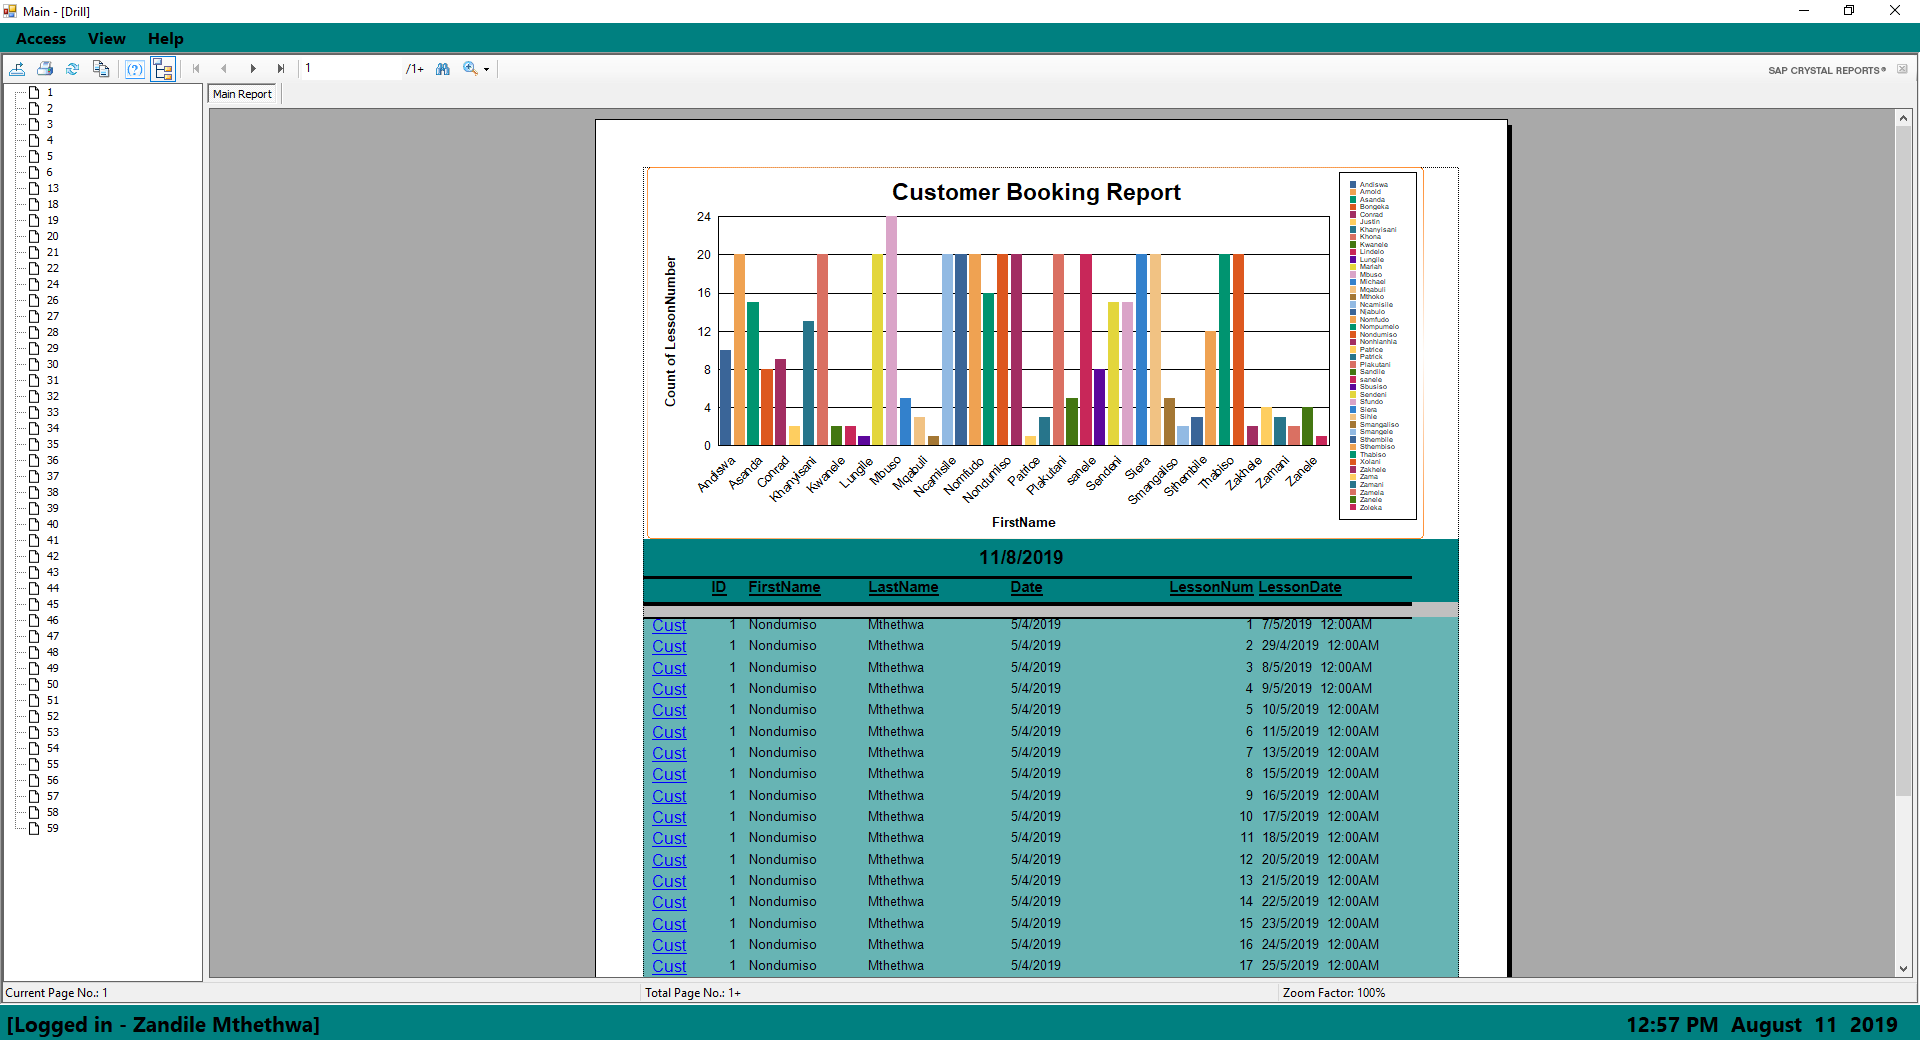 Main - [Drill]
Access View Help
1 /1+
SAP CRYSTAL REPORTS®
Main Report
1
2
3
4
5
6
13
18
19
20
21
22
24
26
27
28
29
30
31
32
33
34
35
36
37
38
39
40
41
42
43
44
45
46
47
48
49
50
51
52
53
54
55
56
57
58
59
Customer Booking Report
Count of LessonNumber
24
20
16
12
8
4
0
Andiswa
Asanda
Conrad
Khanyisani
Kwanele
Lungile
Mbuso
Mqabuli
Ncamisile
Nomfudo
Nondumiso
Patrice
Plakutani
sanele
Sendeni
Siera
Smangaliso
Sthembile
Thabiso
Zakhele
Zamani
Zanele
FirstName
Andiswa
Arnold
Asanda
Bongeka
Conrad
Justin
Khanyisani
Khona
Kwanele
Lindelo
Lungile
Mariah
Mbuso
Michael
Mqabuli
Mthoko
Ncamisile
Njabulo
Nomfudo
Nompumelo
Nondumiso
Nonhlanhla
Patrice
Patrick
Plakutani
Sandile
sanele
Sbusiso
Sendeni
Sfundo
Siera
Sihle
Smangaliso
Smangele
Sthembile
Sthembiso
Thabiso
Xolani
Zakhele
Zama
Zamani
Zamela
Zanele
Zoleka
11/8/2019
ID FirstName LastName Date LessonNum LessonDate
Cust 1 Nondumiso Mthethwa 5/4/2019 1 7/5/2019 12:00AM
Cust 1 Nondumiso Mthethwa 5/4/2019 2 29/4/2019 12:00AM
Cust 1 Nondumiso Mthethwa 5/4/2019 3 8/5/2019 12:00AM
Cust 1 Nondumiso Mthethwa 5/4/2019 4 9/5/2019 12:00AM
Cust 1 Nondumiso Mthethwa 5/4/2019 5 10/5/2019 12:00AM
Cust 1 Nondumiso Mthethwa 5/4/2019 6 11/5/2019 12:00AM
Cust 1 Nondumiso Mthethwa 5/4/2019 7 13/5/2019 12:00AM
Cust 1 Nondumiso Mthethwa 5/4/2019 8 15/5/2019 12:00AM
Cust 1 Nondumiso Mthethwa 5/4/2019 9 16/5/2019 12:00AM
Cust 1 Nondumiso Mthethwa 5/4/2019 10 17/5/2019 12:00AM
Cust 1 Nondumiso Mthethwa 5/4/2019 11 18/5/2019 12:00AM
Cust 1 Nondumiso Mthethwa 5/4/2019 12 20/5/2019 12:00AM
Cust 1 Nondumiso Mthethwa 5/4/2019 13 21/5/2019 12:00AM
Cust 1 Nondumiso Mthethwa 5/4/2019 14 22/5/2019 12:00AM
Cust 1 Nondumiso Mthethwa 5/4/2019 15 23/5/2019 12:00AM
Cust 1 Nondumiso Mthethwa 5/4/2019 16 24/5/2019 12:00AM
Cust 1 Nondumiso Mthethwa 5/4/2019 17 25/5/2019 12:00AM
Current Page No.: 1 Total Page No.: 1+ Zoom Factor: 100%
[Logged in - Zandile Mthethwa] 12:57 PM August 11 2019